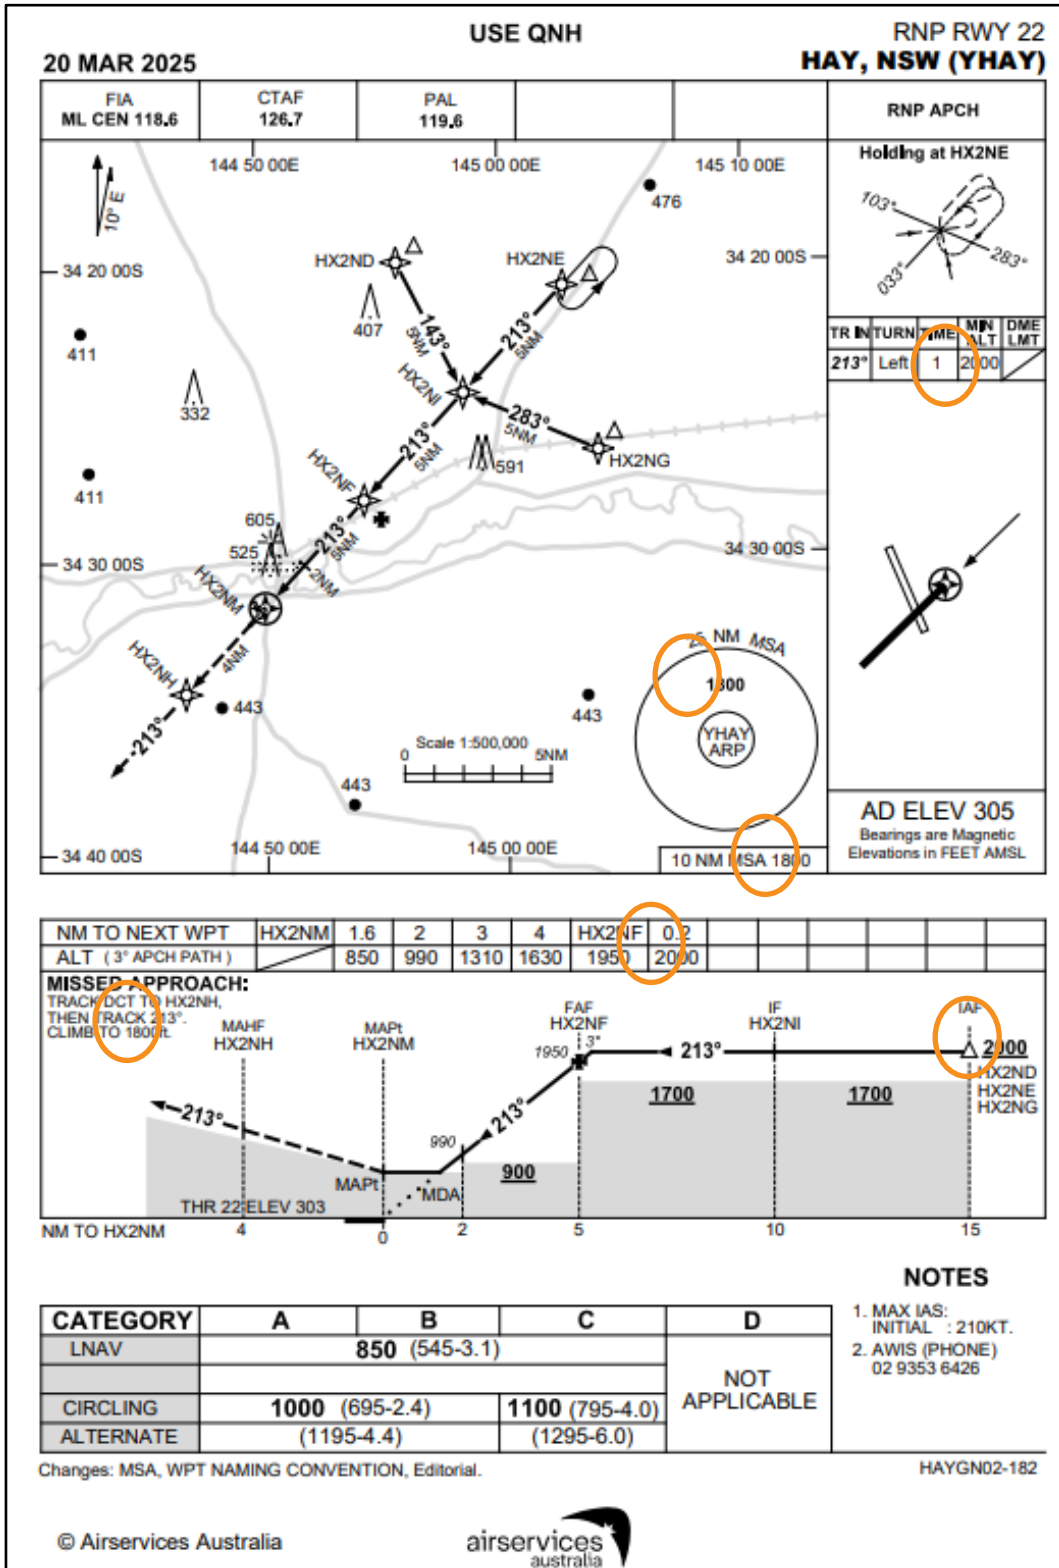 USE QNH
RNP RWY 22
20 MAR 2025
HAY, NSW (YHAY)
FIA
ML CEN 118.6
CTAF
126.7
PAL
119.6
RNP APCH
144 50 00E
145 00 00E
145 10 00E
10° E
476
HX2ND
HX2NE
34 20 00S
34 20 00S
407
143°
5NM
213°
5NM
411
HX2NI
332
283°
5NM
213°
5NM
591
HX2NG
HX2NF
411
605
525
213°
5NM
34 30 00S
34 30 00S
2NM
HX2NM
4NM
HX2NH
443
213°
443
443
Scale 1:500,000
0
5NM
25 NM MSA
1800
YHAY
ARP
34 40 00S
144 50 00E
145 00 00E
10 NM MSA 1800
Holding at HX2NE
103°
283°
033°
TR IN TURN TIME MIN ALT DME LMT
213° Left 1 2000
AD ELEV 305
Bearings are Magnetic
Elevations in FEET AMSL
NM TO NEXT WPT HX2NM 1.6 2 3 4 HX2NF 0.2
ALT ( 3° APCH PATH ) 850 990 1310 1630 1950 2000
MISSED APPROACH:
TRACK DCT TO HX2NH,
THEN TRACK 213°.
CLIMB TO 1800ft.
MAHF
HX2NH
MAPt
HX2NM
FAF
HX2NF
IF
HX2NI
IAF
1950
3°
213°
2000
HX2ND
HX2NE
HX2NG
1700
1700
213°
213°
990
900
MAPt
MDA
THR 22 ELEV 303
NM TO HX2NM
4
0
2
5
10
15
NOTES
1. MAX IAS:
INITIAL : 210KT.
2. AWIS (PHONE)
02 9353 6426
CATEGORY A B C D
LNAV 850 (545-3.1)
NOT
APPLICABLE
CIRCLING 1000 (695-2.4) 1100 (795-4.0)
ALTERNATE (1195-4.4) (1295-6.0)
Changes: MSA, WPT NAMING CONVENTION, Editorial.
HAYGN02-182
© Airservices Australia
airservices
australia